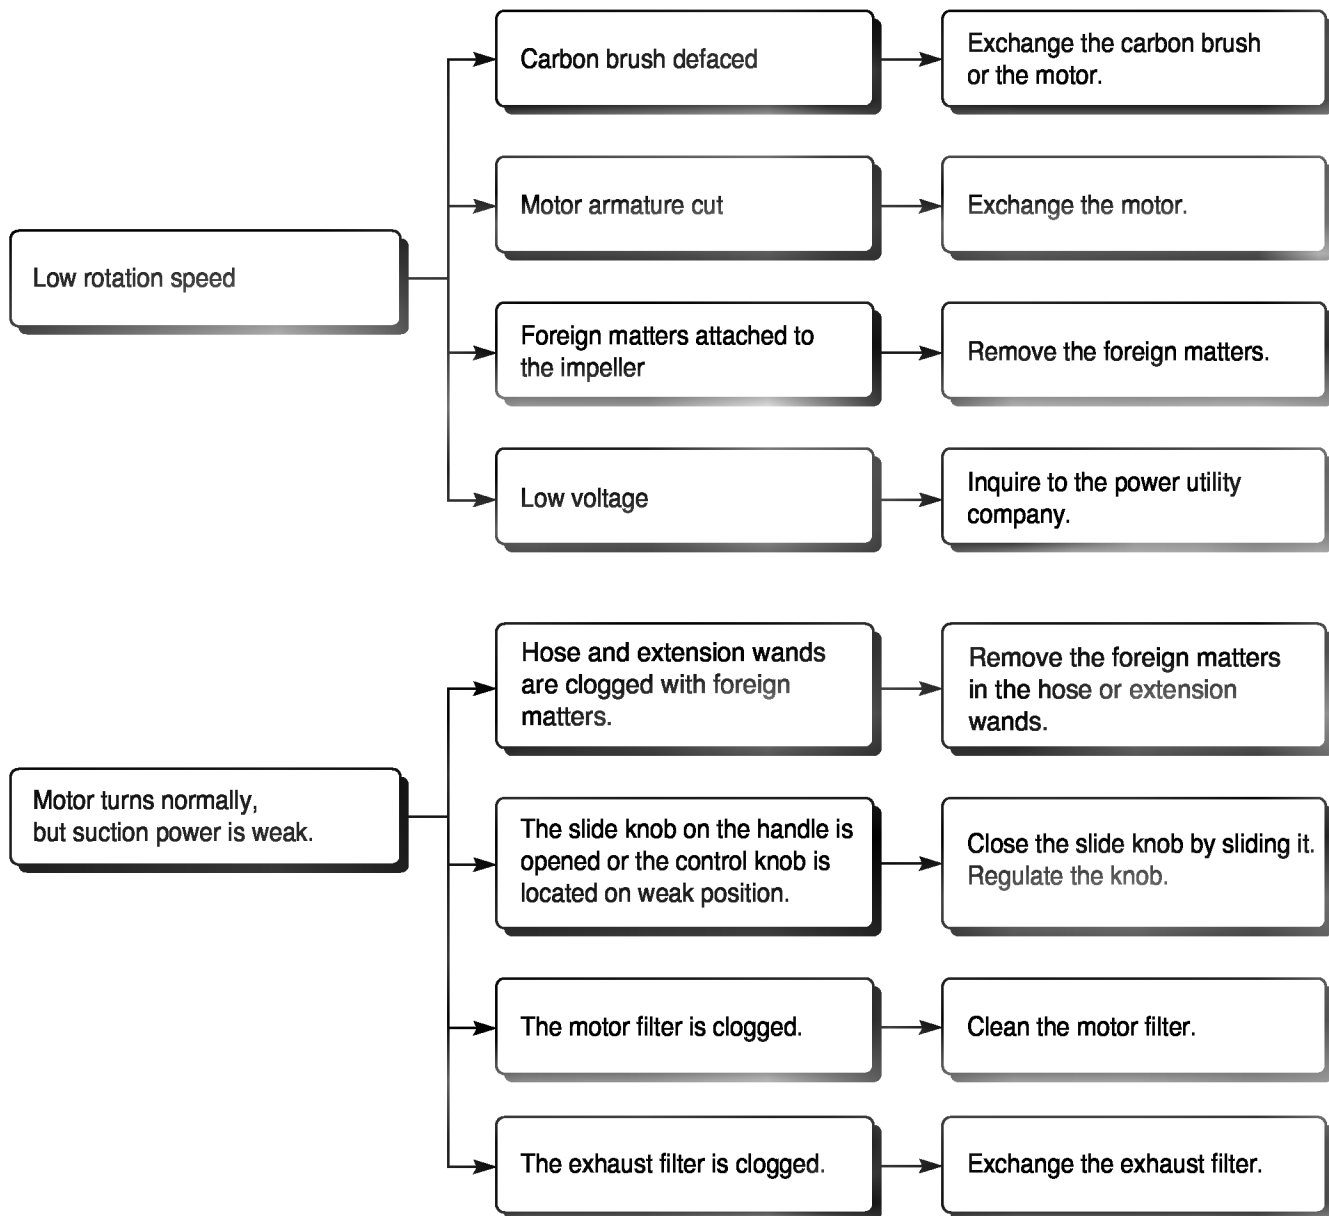 Low rotation speed
Carbon brush defaced
Exchange the carbon brush
or the motor.
Motor armature cut
Exchange the motor.
Foreign matters attached to
the impeller
Remove the foreign matters.
Low voltage
Inquire to the power utility
company.
Motor turns normally,
but suction power is weak.
Hose and extension wands
are clogged with foreign
matters.
Remove the foreign matters
in the hose or extension
wands.
The slide knob on the handle is
opened or the control knob is
located on weak position.
Close the slide knob by sliding it.
Regulate the knob.
The motor filter is clogged.
Clean the motor filter.
The exhaust filter is clogged.
Exchange the exhaust filter.